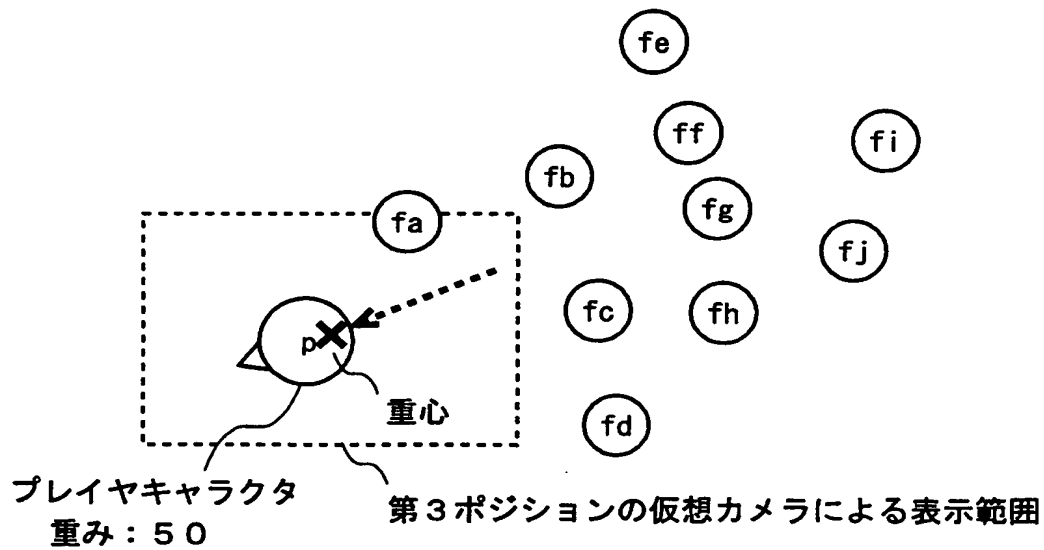 fe
ff
fi
fb
fg
fa
fj
fc
fh
p
重心
fd
プレイヤキャラクタ
重み：５０
第３ポジションの仮想カメラによる表示範囲